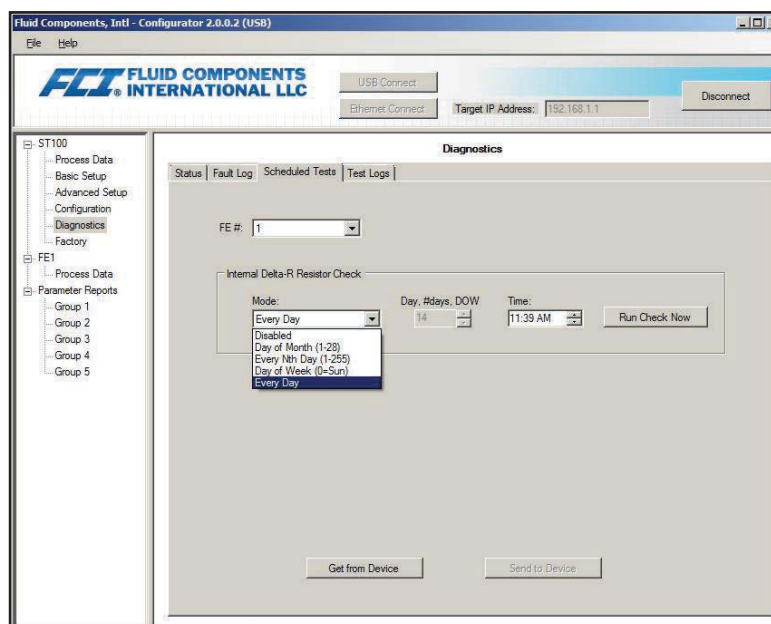 Fluid Components, Intl - Configurator 2.0.0.2 (USB)
File Help
FCI® FLUID COMPONENTS
INTERNATIONAL LLC
USB Connect
Ethernet Connect
Target IP Address: 192.168.1.1
Disconnect
ST100
Process Data
Basic Setup
Advanced Setup
Configuration
Diagnostics
Factory
FE1
Process Data
Parameter Reports
Group 1
Group 2
Group 3
Group 4
Group 5
Diagnostics
Status Fault Log Scheduled Tests Test Logs
FE #: 1
Internal Delta-R Resistor Check
Mode: Day, #days, DOW Time:
Every Day 14 11:39 AM Run Check Now
Disabled
Day of Month (1-28)
Every Nth Day (1-255)
Day of Week (0=Sun)
Every Day
Get from Device Send to Device